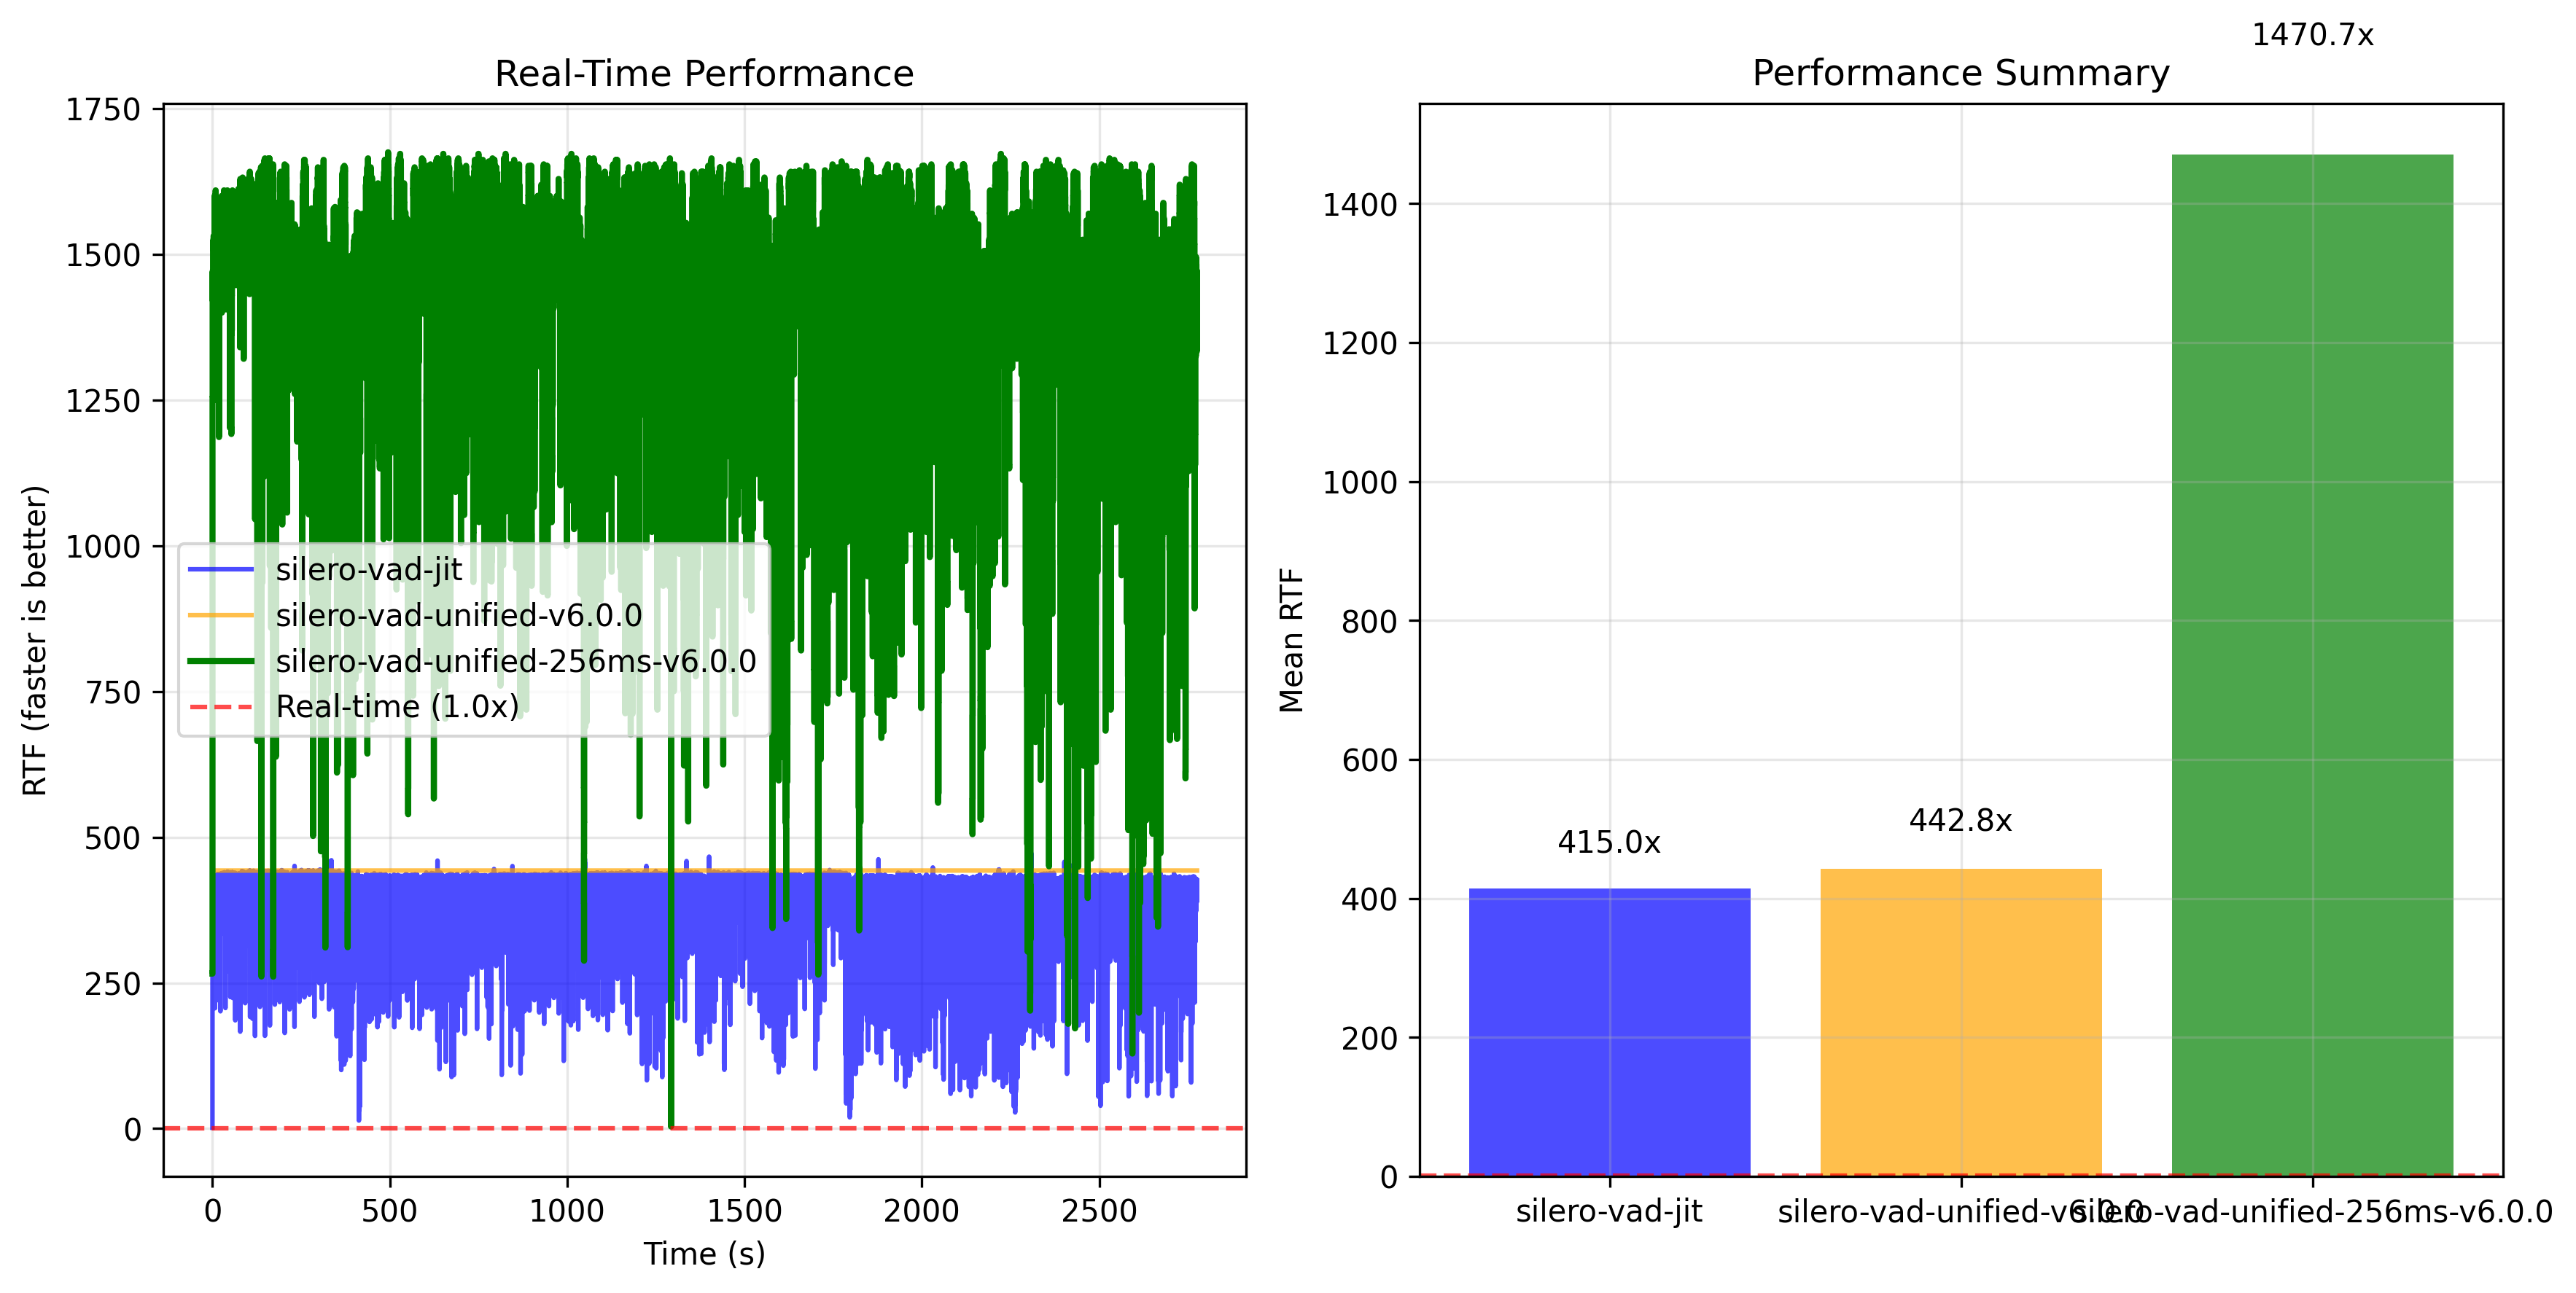 Real-Time Performance
RTF (faster is better)
1750
1500
1250
1000
750
500
250
0
silero-vad-jit
silero-vad-unified-v6.0.0
silero-vad-unified-256ms-v6.0.0
Real-time (1.0x)
0 500 1000 1500 2000 2500
Time (s)
1470.7x
Performance Summary
Mean RTF
1400
1200
1000
800
600
400
200
0
415.0x
442.8x
silero-vad-jit
silero-vad-unified-v6.0.0
silero-vad-unified-256ms-v6.0.0